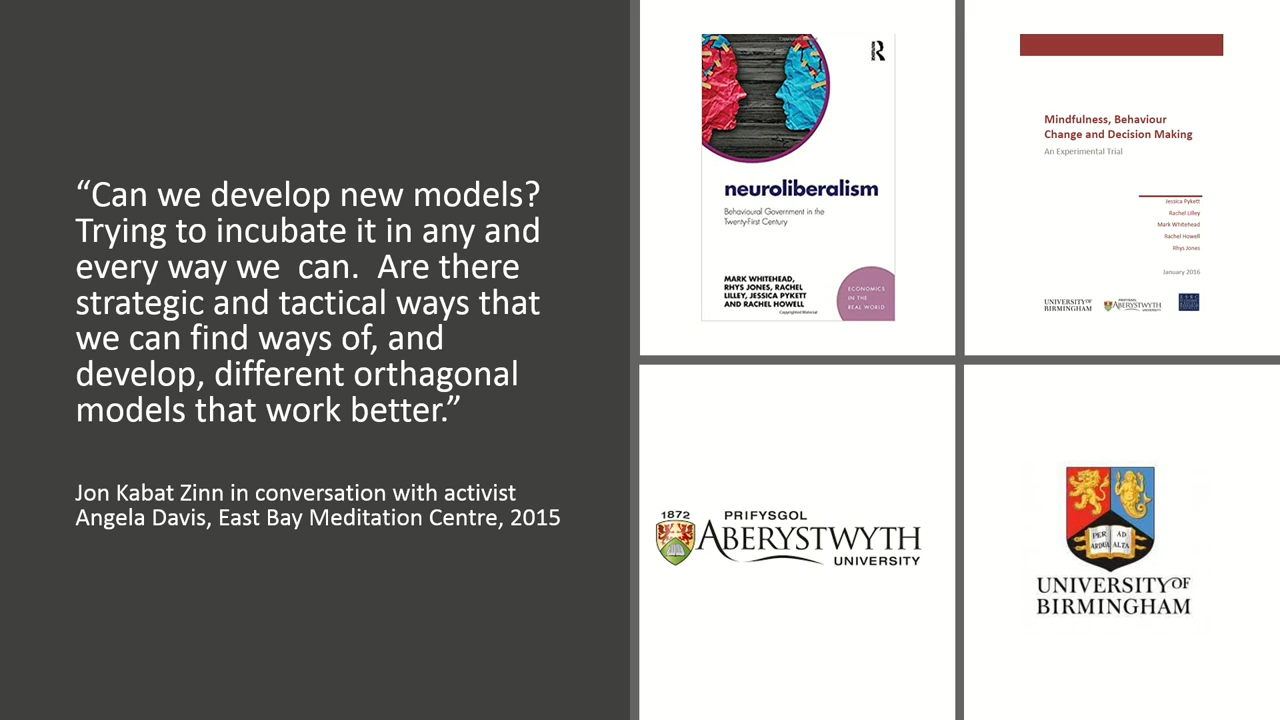 “Can we develop new models?
Trying to incubate it in any and
every way we  can.  Are there
strategic and tactical ways that
we can find ways of, and
develop, different orthagonal
models that work better.”
Jon Kabat Zinn in conversation with activist
Angela Davis, East Bay Meditation Centre, 2015
R
neuroliberalism
Behavioural Government in the
Twenty-First Century
MARK WHITEHEAD,
RHYS JONES, RACHEL
LILLEY, JESSICA PYKETT
AND RACHEL HOWELL
ECONOMICS
IN THE
REAL WORLD
Copyrighted Material
Mindfulness, Behaviour
Change and Decision Making
An Experimental Trial
Jessica Pykett
Rachel Lilley
Mark Whitehead
Rachel Howell
Rhys Jones
January 2016
UNIVERSITY OF
BIRMINGHAM
PRIFYSGOL
ABERYSTWYTH
UNIVERSITY
1872
PRIFYSGOL
ABERYSTWYTH
UNIVERSITY
PER AD
ARDUA ALTA
UNIVERSITY OF
BIRMINGHAM